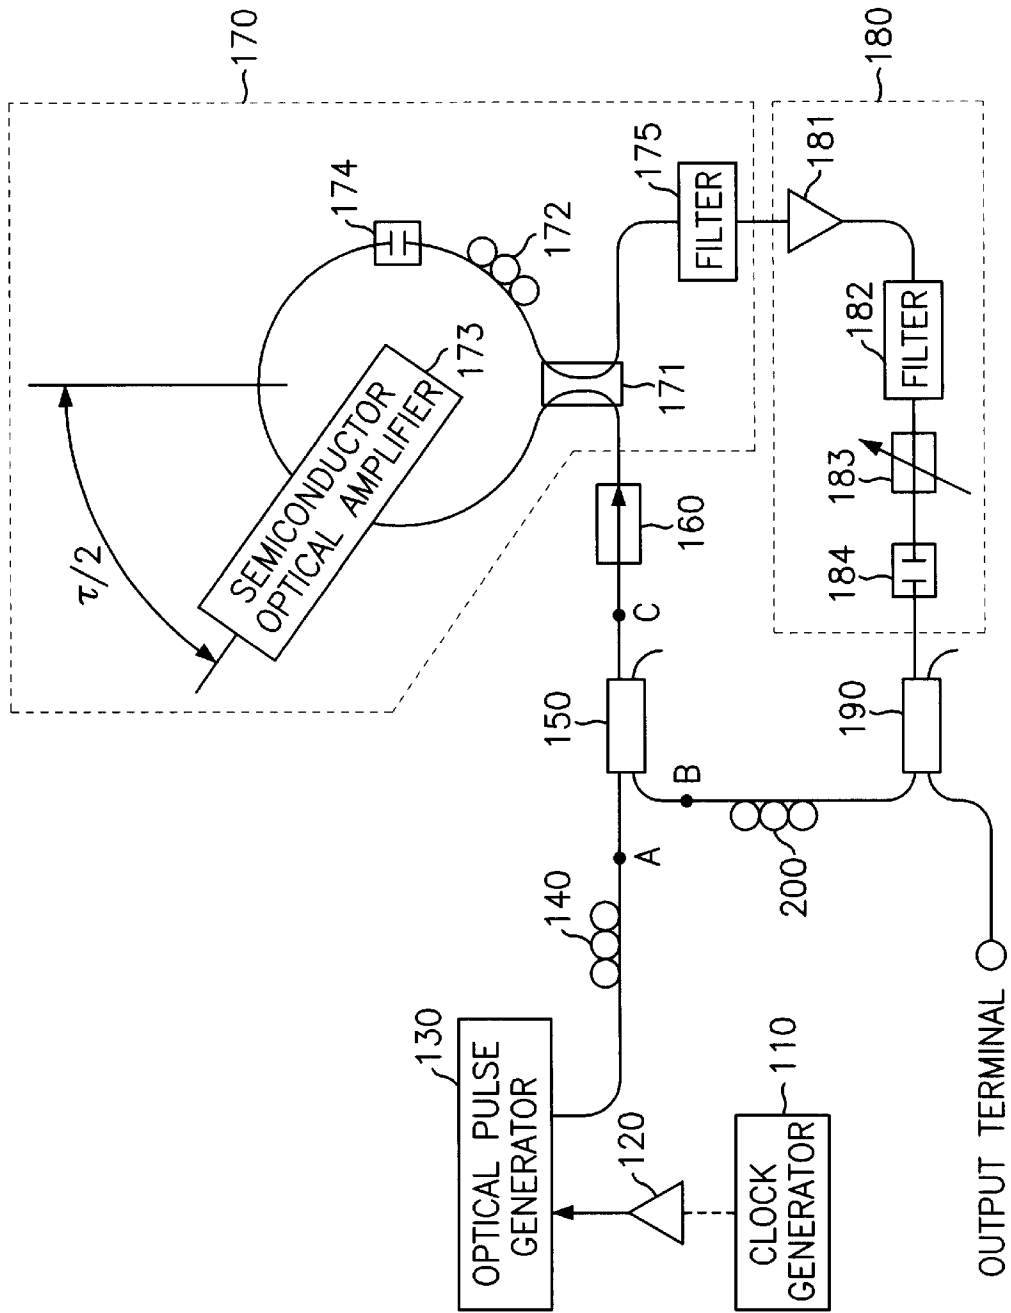 170
174
172
173
SEMICONDUCTOR
OPTICAL AMPLIFIER
τ/2
171
175
FILTER
180
181
182
FILTER
183
184
160
C
150
190
B
A
200
140
130
OPTICAL PULSE
GENERATOR
120
110
CLOCK
GENERATOR
OUTPUT TERMINAL